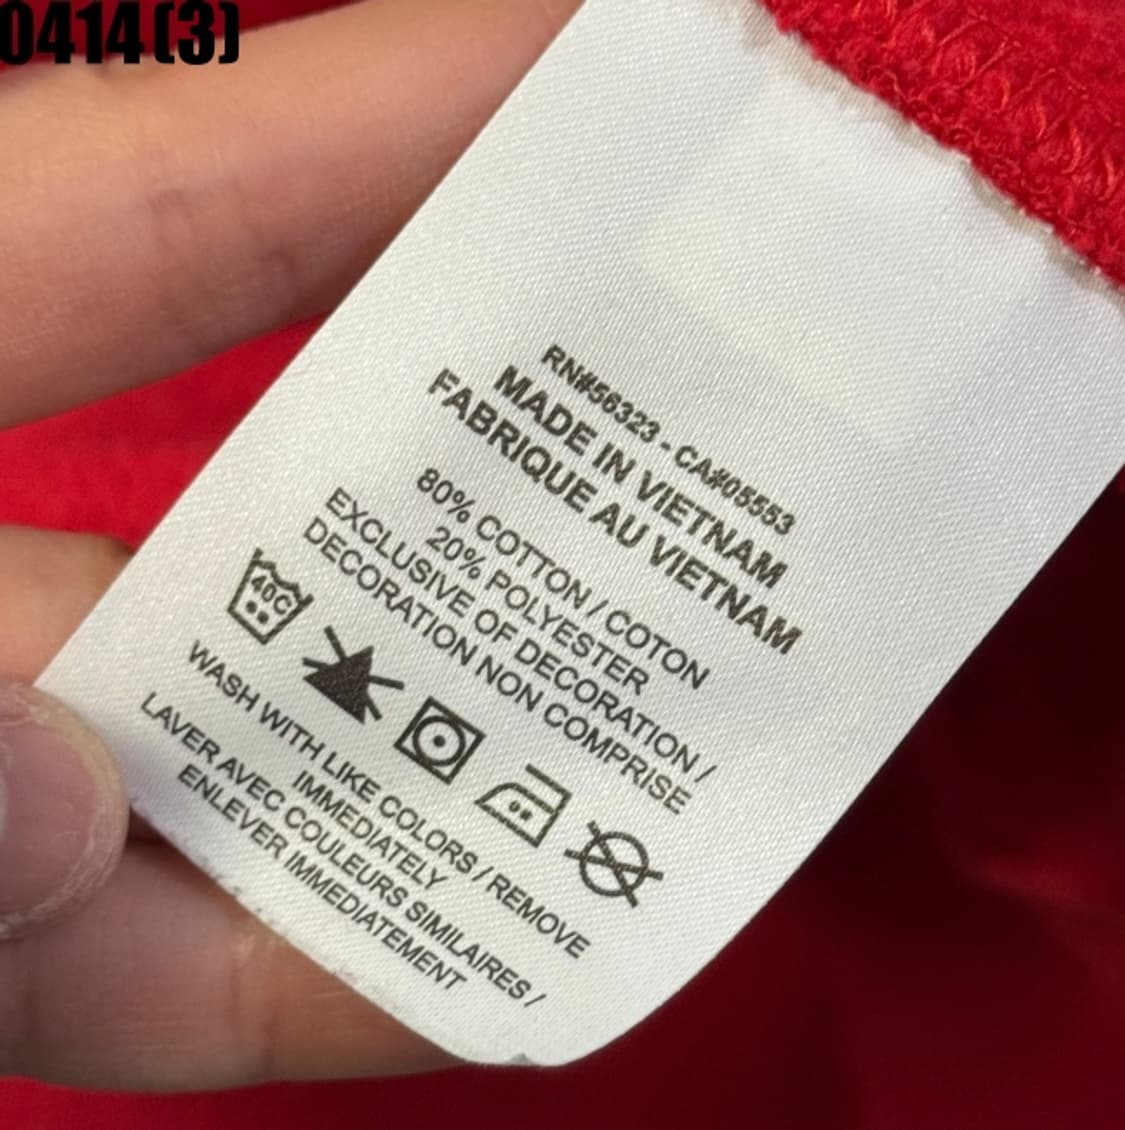 0414(3)
RN#56323 - CA#05553
MADE IN VIETNAM
FABRIQUE AU VIETNAM
80% COTTON / COTON
20% POLYESTER
EXCLUSIVE OF DECORATION /
DECORATION NON COMPRISE
40C
WASH WITH LIKE COLORS / REMOVE
IMMEDIATELY
LAVER AVEC COULEURS SIMILAIRES /
ENLEVER IMMEDIATEMENT